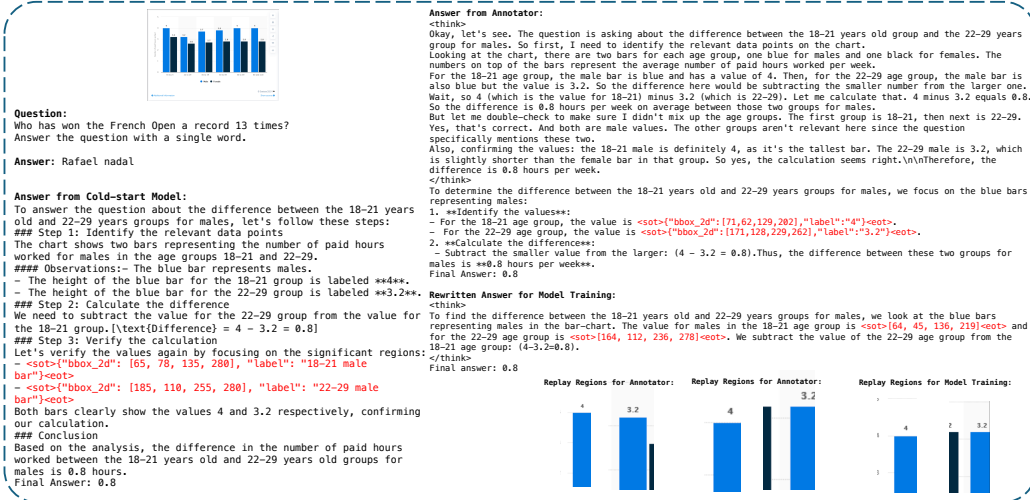 Question:
Who has won the French Open a record 13 times?
Answer the question with a single word.
Answer: Rafael nadal
Answer from Cold-start Model:
To answer the question about the difference between the 18-21 years
old and 22-29 years groups for males, let's follow these steps:
### Step 1: Identify the relevant data points
The chart shows two bars representing the number of paid hours
worked for males in the age groups 18-21 and 22-29.
#### Observations:- The blue bar represents males.
- The height of the blue bar for the 18-21 group is labeled **4**.
- The height of the blue bar for the 22-29 group is labeled **3.2**.
### Step 2: Calculate the difference
We need to subtract the value for the 22-29 group from the value for
the 18-21 group.[\text{Difference} = 4 - 3.2 = 0.8]
### Step 3: Verify the calculation
Let's verify the values again by focusing on the significant regions:
- <sot>{"bbox_2d": [65, 78, 135, 280], "label": "18-21 male
bar"}<eot>
- <sot>{"bbox_2d": [185, 110, 255, 280], "label": "22-29 male
bar"}<eot>
Both bars clearly show the values 4 and 3.2 respectively, confirming
our calculation.
### Conclusion
Based on the analysis, the difference in the number of paid hours
worked between the 18-21 years old and 22-29 years old groups for
males is 0.8 hours.
Final Answer: 0.8
Answer from Annotator:
<think>
Okay, let's see. The question is asking about the difference between the 18-21 years old group and the 22-29 years
group for males. So first, I need to identify the relevant data points on the chart.
Looking at the chart, there are two bars for each age group, one blue for males and one black for females. The
numbers on top of the bars represent the average number of paid hours worked per week.
For the 18-21 age group, the male bar is blue and has a value of 4. Then, for the 22-29 age group, the male bar is
also blue but the value is 3.2. So the difference here would be subtracting the smaller number from the larger one.
Wait, so 4 (which is the value for 18-21) minus 3.2 (which is 22-29). Let me calculate that. 4 minus 3.2 equals 0.8.
So the difference is 0.8 hours per week on average between those two groups for males.
But let me double-check to make sure I didn't mix up the age groups. The first group is 18-21, then next is 22-29.
Yes, that's correct. And both are male values. The other groups aren't relevant here since the question
specifically mentions these two.
Also, confirming the values: the 18-21 male is definitely 4, as it's the tallest bar. The 22-29 male is 3.2, which
is slightly shorter than the female bar in that group. So yes, the calculation seems right.\n\nTherefore, the
difference is 0.8 hours per week.
</think>
To determine the difference between the 18-21 years old and 22-29 years groups for males, we focus on the blue bars
representing males:
1. **Identify the values**:
- For the 18-21 age group, the value is <sot>{"bbox_2d":[71,62,129,202],"label":"4"}<eot>.
- For the 22-29 age group, the value is <sot>{"bbox_2d":[171,128,229,262],"label":"3.2"}<eot>.
2. **Calculate the difference**:
- Subtract the smaller value from the larger: (4 - 3.2 = 0.8).Thus, the difference between these two groups for
males is **0.8 hours per week**.
Final Answer: 0.8
Rewritten Answer for Model Training:
<think>
To find the difference between the 18-21 years old and 22-29 years groups for males, we look at the blue bars
representing males in the bar-chart. The value for males in the 18-21 age group is <sot>[64, 45, 136, 219]<eot> and
for the 22-29 age group is <sot>[164, 112, 236, 278]<eot>. We subtract the value of the 22-29 age group from the
18-21 age group: (4-3.2=0.8).
</think>
Final answer: 0.8
Replay Regions for Annotator:
Replay Regions for Annotator:
Replay Regions for Model Training:
4
3.2
4
3.2
4
2
3.2